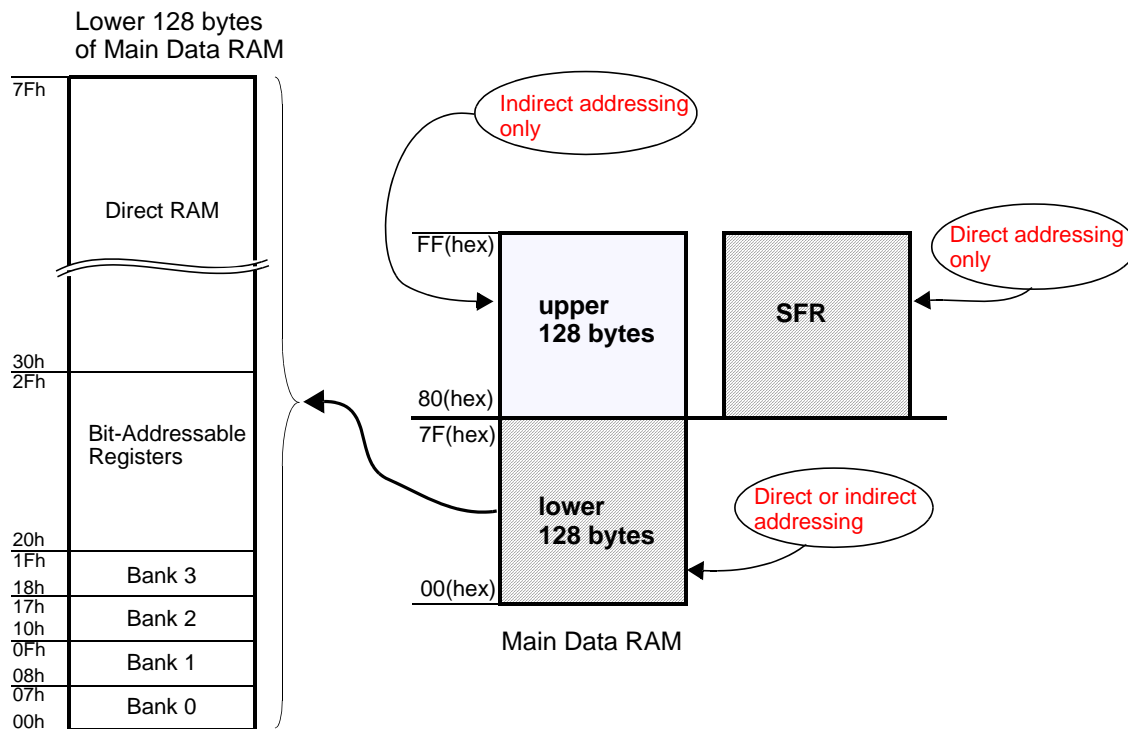 Lower 128 bytes
of Main Data RAM
7Fh
Direct RAM
30h
2Fh
Bit-Addressable
Registers
20h
1Fh
Bank 3
18h
17h
Bank 2
10h
0Fh
Bank 1
08h
07h
Bank 0
00h
Indirect addressing
only
FF(hex)
upper
128 bytes
80(hex)
7F(hex)
lower
128 bytes
00(hex)
Main Data RAM
SFR
Direct addressing
only
Direct or indirect
addressing